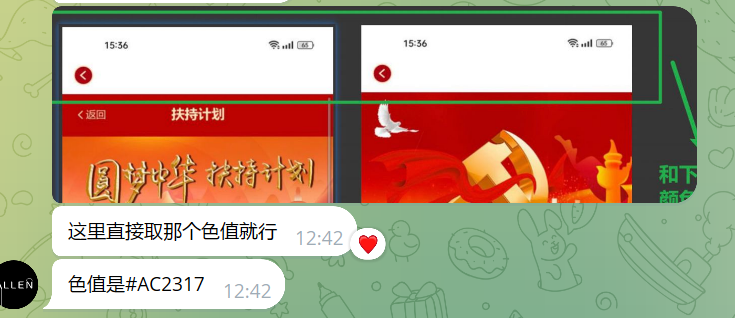 15:36
65
15:36
65
返回
扶持计划
圆梦中华 扶持计划
和下
颜色
这里直接取那个色值就行 12:42
色值是#AC2317 12:42
ALLEN